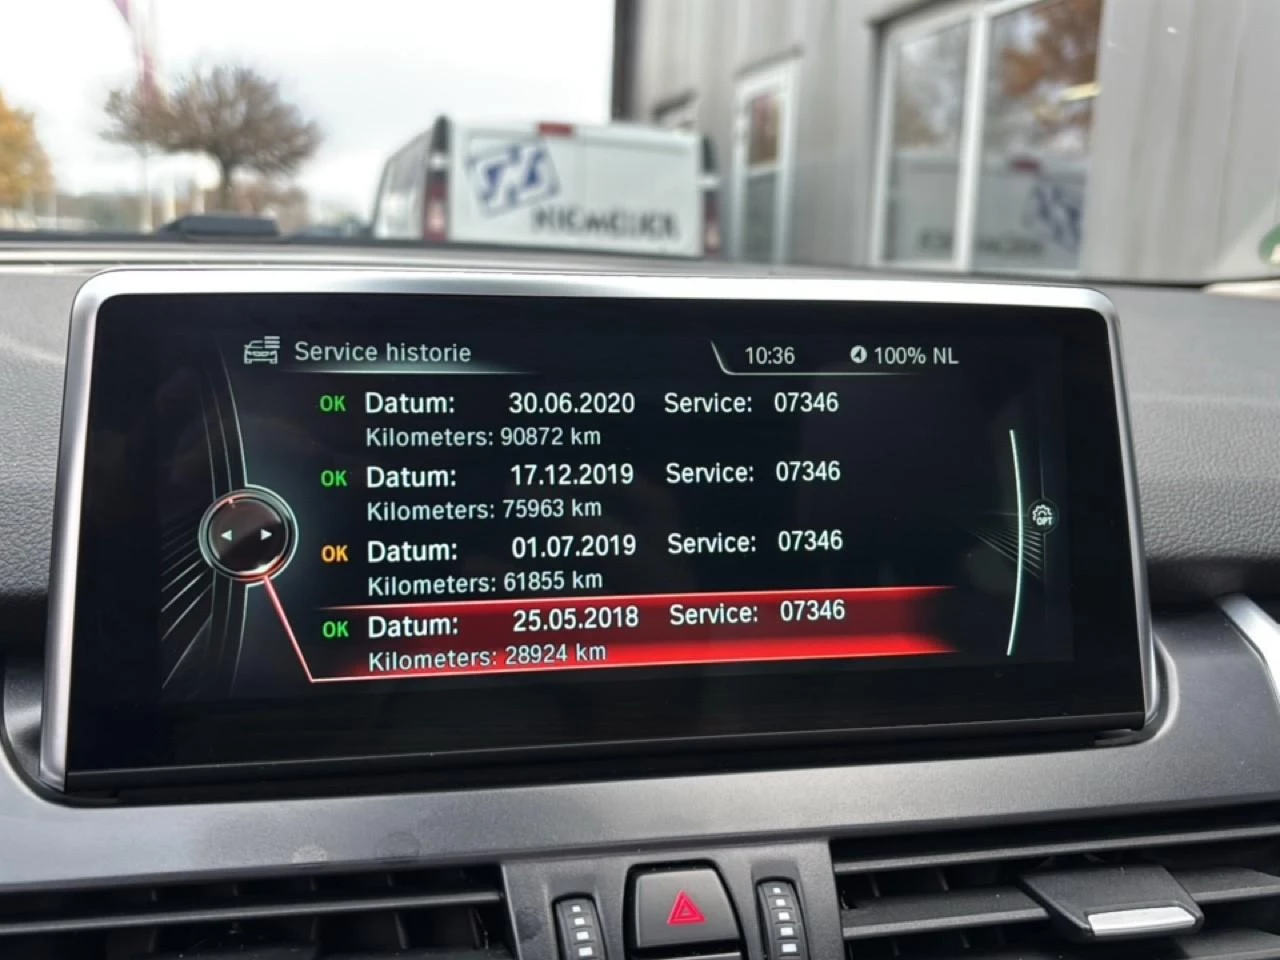 NIEMEIJER
Service historie 10:36 100% NL
OK Datum: 30.06.2020 Service: 07346
Kilometers: 90872 km
OK Datum: 17.12.2019 Service: 07346
Kilometers: 75963 km
OK Datum: 01.07.2019 Service: 07346
Kilometers: 61855 km
OK Datum: 25.05.2018 Service: 07346
Kilometers: 28924 km
OPT